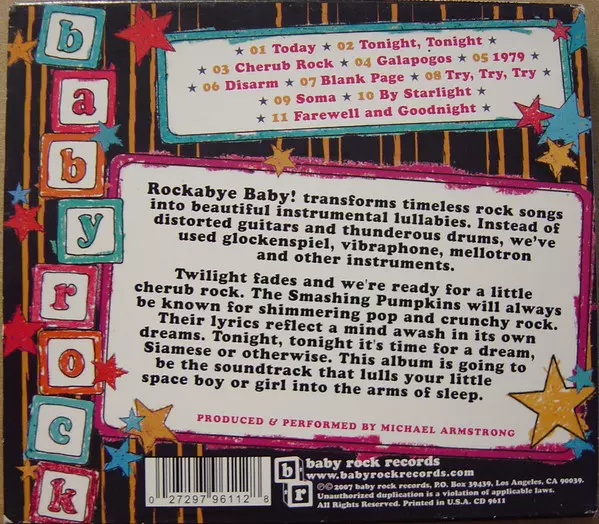 baby rock
★ 01 Today ★ 02 Tonight, Tonight
★ 03 Cherub Rock ★ 04 Galapogos ★ 05 1979 ★
★ 06 Disarm ★ 07 Blank Page ★ 08 Try, Try, Try
★ 09 Soma ★ 10 By Starlight ★
★ 11 Farewell and Goodnight ★
Rockabye Baby! transforms timeless rock songs
into beautiful instrumental lullabies. Instead of
distorted guitars and thunderous drums, we've
used glockenspiel, vibraphone, mellotron
and other instruments.
Twilight fades and we're ready for a little
cherub rock. The Smashing Pumpkins will always
be known for shimmering pop and crunchy rock.
Their lyrics reflect a mind awash in its own
dreams. Tonight, tonight it's time for a dream,
Siamese or otherwise. This album is going to
be the soundtrack that lulls your little
space boy or girl into the arms of sleep.
PRODUCED & PERFORMED BY MICHAEL ARMSTRONG
0 27297 96112 8
b r
baby rock records
www.babyrockrecords.com
℗©2007 baby rock records, P.O. Box 39439, Los Angeles, CA 90039.
Unauthorized duplication is a violation of applicable laws.
All Rights Reserved. Printed in U.S.A. CD 9611